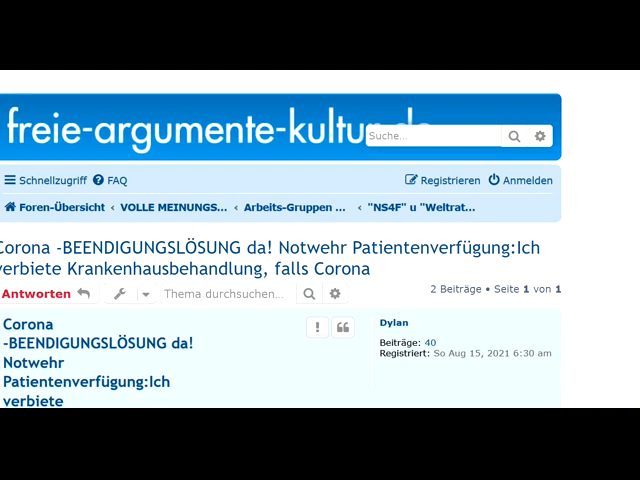 freie-argumente-kultur.de
Suche…
Schnellzugriff FAQ Registrieren Anmelden
Foren-Übersicht ‹ VOLLE MEINUNGS… ‹ Arbeits-Gruppen … ‹ "NS4F" u "Weltrat…
Corona -BEENDIGUNGSLÖSUNG da! Notwehr Patientenverfügung:Ich
verbiete Krankenhausbehandlung, falls Corona
Antworten Thema durchsuchen… 2 Beiträge • Seite 1 von 1
Corona
-BEENDIGUNGSLÖSUNG da!
Notwehr
Patientenverfügung:Ich
verbiete
Dylan
Beiträge: 40
Registriert: So Aug 15, 2021 6:30 am